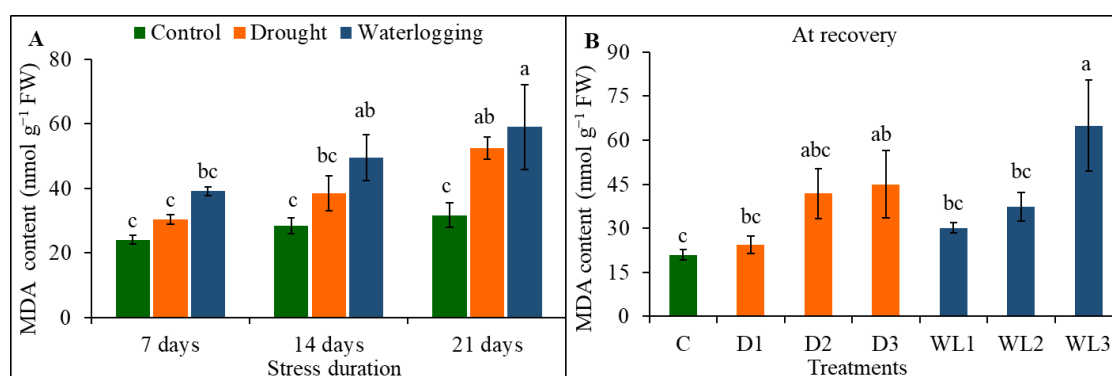 A
Control Drought Waterlogging
MDA content (nmol g⁻¹ FW)
80
60
40
20
0
c c bc
c bc ab
c ab a
7 days 14 days 21 days
Stress duration
B
At recovery
MDA content (nmol g⁻¹ FW)
90
75
60
45
30
15
0
c bc abc ab bc bc a
C D1 D2 D3 WL1 WL2 WL3
Treatments